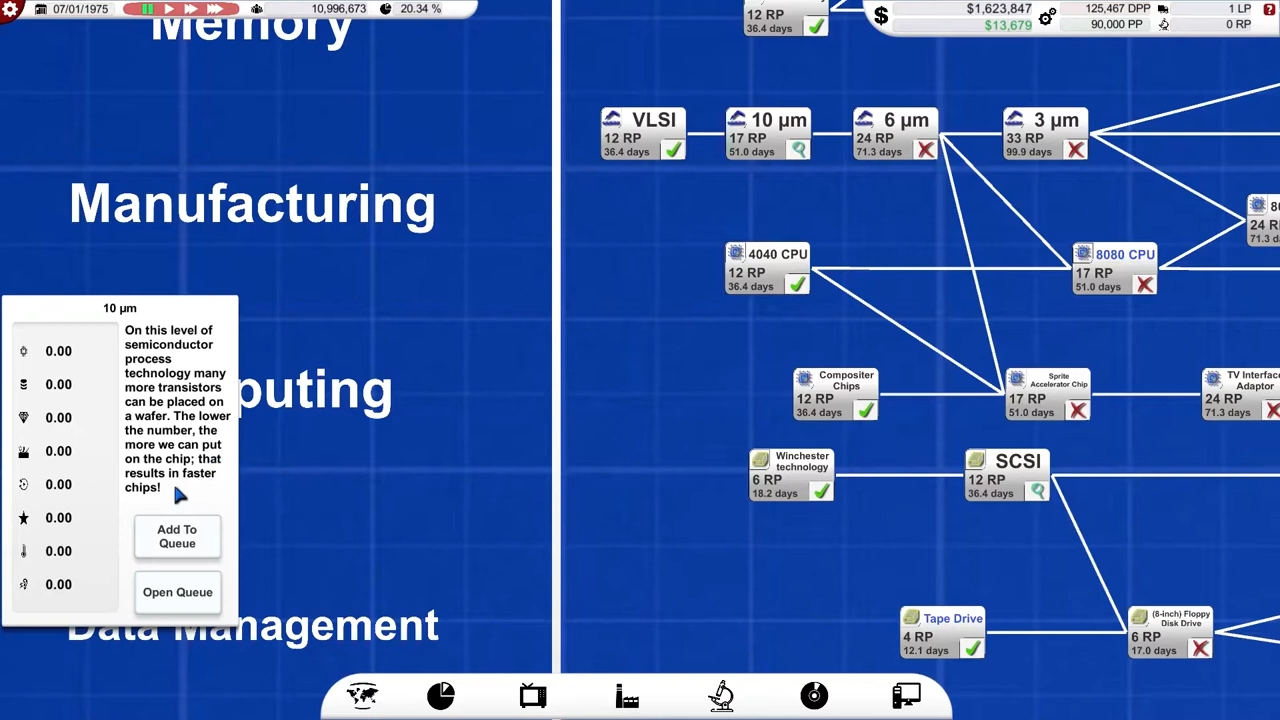 07/01/1975
10,996,673
20.34 %
$1,623,847
$13,679
125,467 DPP
90,000 PP
1 LP
0 RP
?
Memory
12 RP
36.4 days
VLSI
12 RP
36.4 days
10 µm
17 RP
51.0 days
6 µm
24 RP
71.3 days
3 µm
33 RP
99.9 days
Manufacturing
24 R
71.3 d
4040 CPU
12 RP
36.4 days
8080 CPU
17 RP
51.0 days
10 µm
On this level of
semiconductor
process
technology many
more transistors
can be placed on
a wafer. The lower
the number, the
more we can put
on the chip; that
results in faster
chips!
0.00
0.00
0.00
0.00
0.00
0.00
0.00
0.00
Add To
Queue
Open Queue
puting
Compositer
Chips
12 RP
36.4 days
Sprite
Accelerator Chip
17 RP
51.0 days
TV Interfac
Adaptor
24 RP
71.3 days
Winchester
technology
6 RP
18.2 days
SCSI
12 RP
36.4 days
Data Management
Tape Drive
4 RP
12.1 days
(8-inch) Floppy
Disk Drive
6 RP
17.0 days